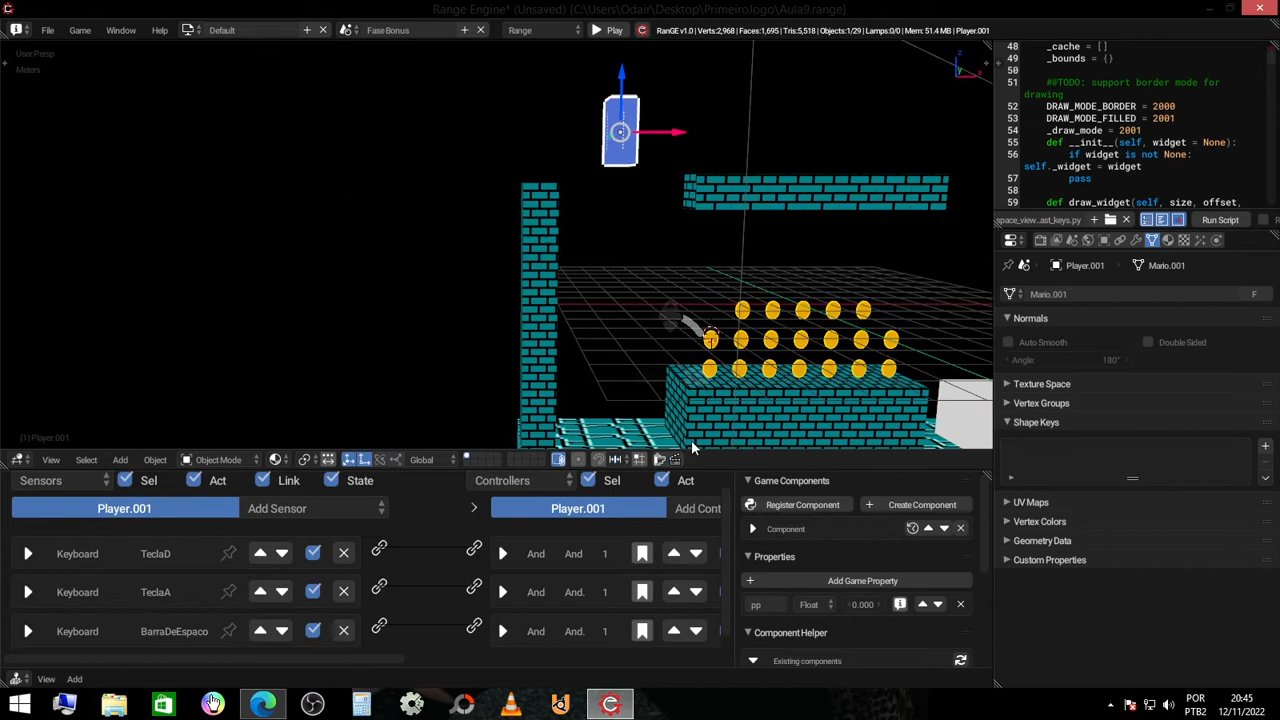 Range Engine* (Unsaved) [C:\Users\Odair\Desktop\PrimeiroJogo\Aula9.range]
File Game Window Help Default Fase Bonus Range Play RanGE v1.0 | Verts:2,968 | Faces:1,695 | Tris:5,518 | Objects:1/29 | Lamps:0/0 | Mem: 51.4 MB | Player.001
User Persp
Meters
z
x
y
(1) Player.001
48 _cache = []
49 _bounds = {}
50
51 ##TODO: support border mode for
drawing
52 DRAW_MODE_BORDER = 2000
53 DRAW_MODE_FILLED = 2001
54 _draw_mode = 2001
55 def __init__(self, widget = None):
56 if widget is not None:
self._widget = widget
57 pass
58
59 def draw_widget(self, size, offset,
space_view..ast_keys.py Run Script
Player.001 Mario.001
Mario.001 F
Normals
Auto Smooth Double Sided
Angle: 180°
Texture Space
Vertex Groups
Shape Keys
UV Maps
Vertex Colors
Geometry Data
Custom Properties
View Select Add Object Object Mode Global
Sensors Sel Act Link State Controllers Sel Act
Player.001 Add Sensor Player.001 Add Cont
Keyboard TeclaD And And 1
Keyboard TeclaA And And. 1
Keyboard BarraDeEspaco And And. 1
Game Components
Register Component Create Component
Component
Properties
Add Game Property
pp Float 0.000
Component Helper
Existing components
View Add
POR
PTB2
20:45
12/11/2022